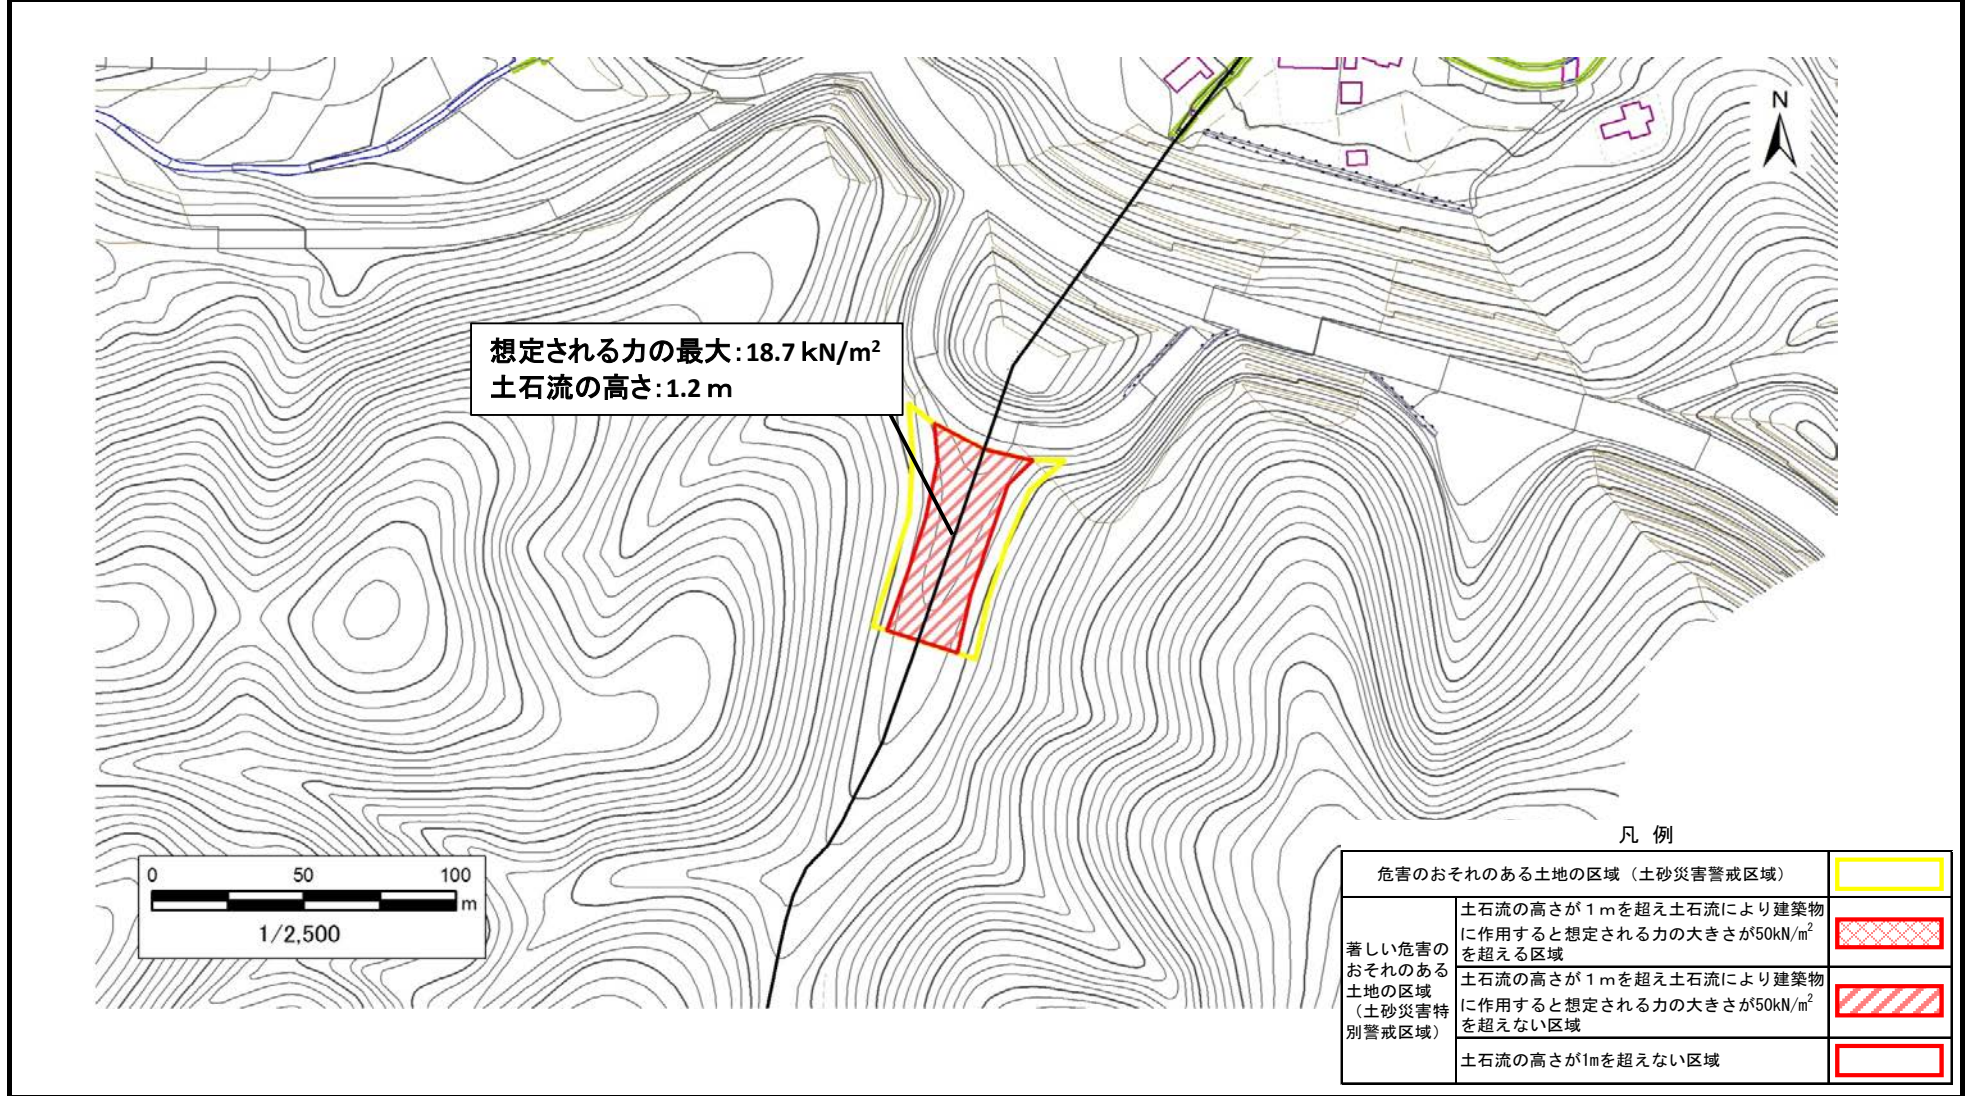 N
想定される力の最大：18.7 kN/m²
土石流の高さ：1.2 m
0 50 100
m
1/2,500
凡 例
危害のおそれのある土地の区域（土砂災害警戒区域）
著しい危害の
おそれのある
土地の区域
（土砂災害特
別警戒区域）
土石流の高さが１ｍを超え土石流により建築物
に作用すると想定される力の大きさが50kN/m²
を超える区域
土石流の高さが１ｍを超え土石流により建築物
に作用すると想定される力の大きさが50kN/m²
を超えない区域
土石流の高さが1mを超えない区域